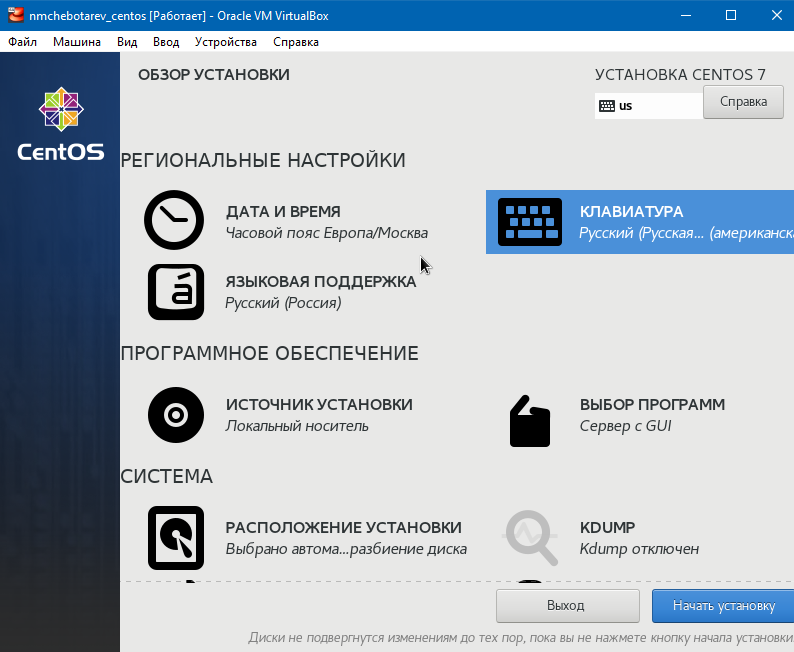 nmchebotarev_centos [Работает] - Oracle VM VirtualBox
Файл Машина Вид Ввод Устройства Справка
CentOS
ОБЗОР УСТАНОВКИ
УСТАНОВКА CENTOS 7
us
Справка
РЕГИОНАЛЬНЫЕ НАСТРОЙКИ
ДАТА И ВРЕМЯ
Часовой пояс Европа/Москва
КЛАВИАТУРА
Русский (Русская... (американска
ЯЗЫКОВАЯ ПОДДЕРЖКА
Русский (Россия)
ПРОГРАММНОЕ ОБЕСПЕЧЕНИЕ
ИСТОЧНИК УСТАНОВКИ
Локальный носитель
ВЫБОР ПРОГРАММ
Сервер с GUI
СИСТЕМА
РАСПОЛОЖЕНИЕ УСТАНОВКИ
Выбрано автома...разбиение диска
KDUMP
Kdump отключен
Выход
Начать установку
Диски не подвергнутся изменениям до тех пор, пока вы не нажмете кнопку начала установки